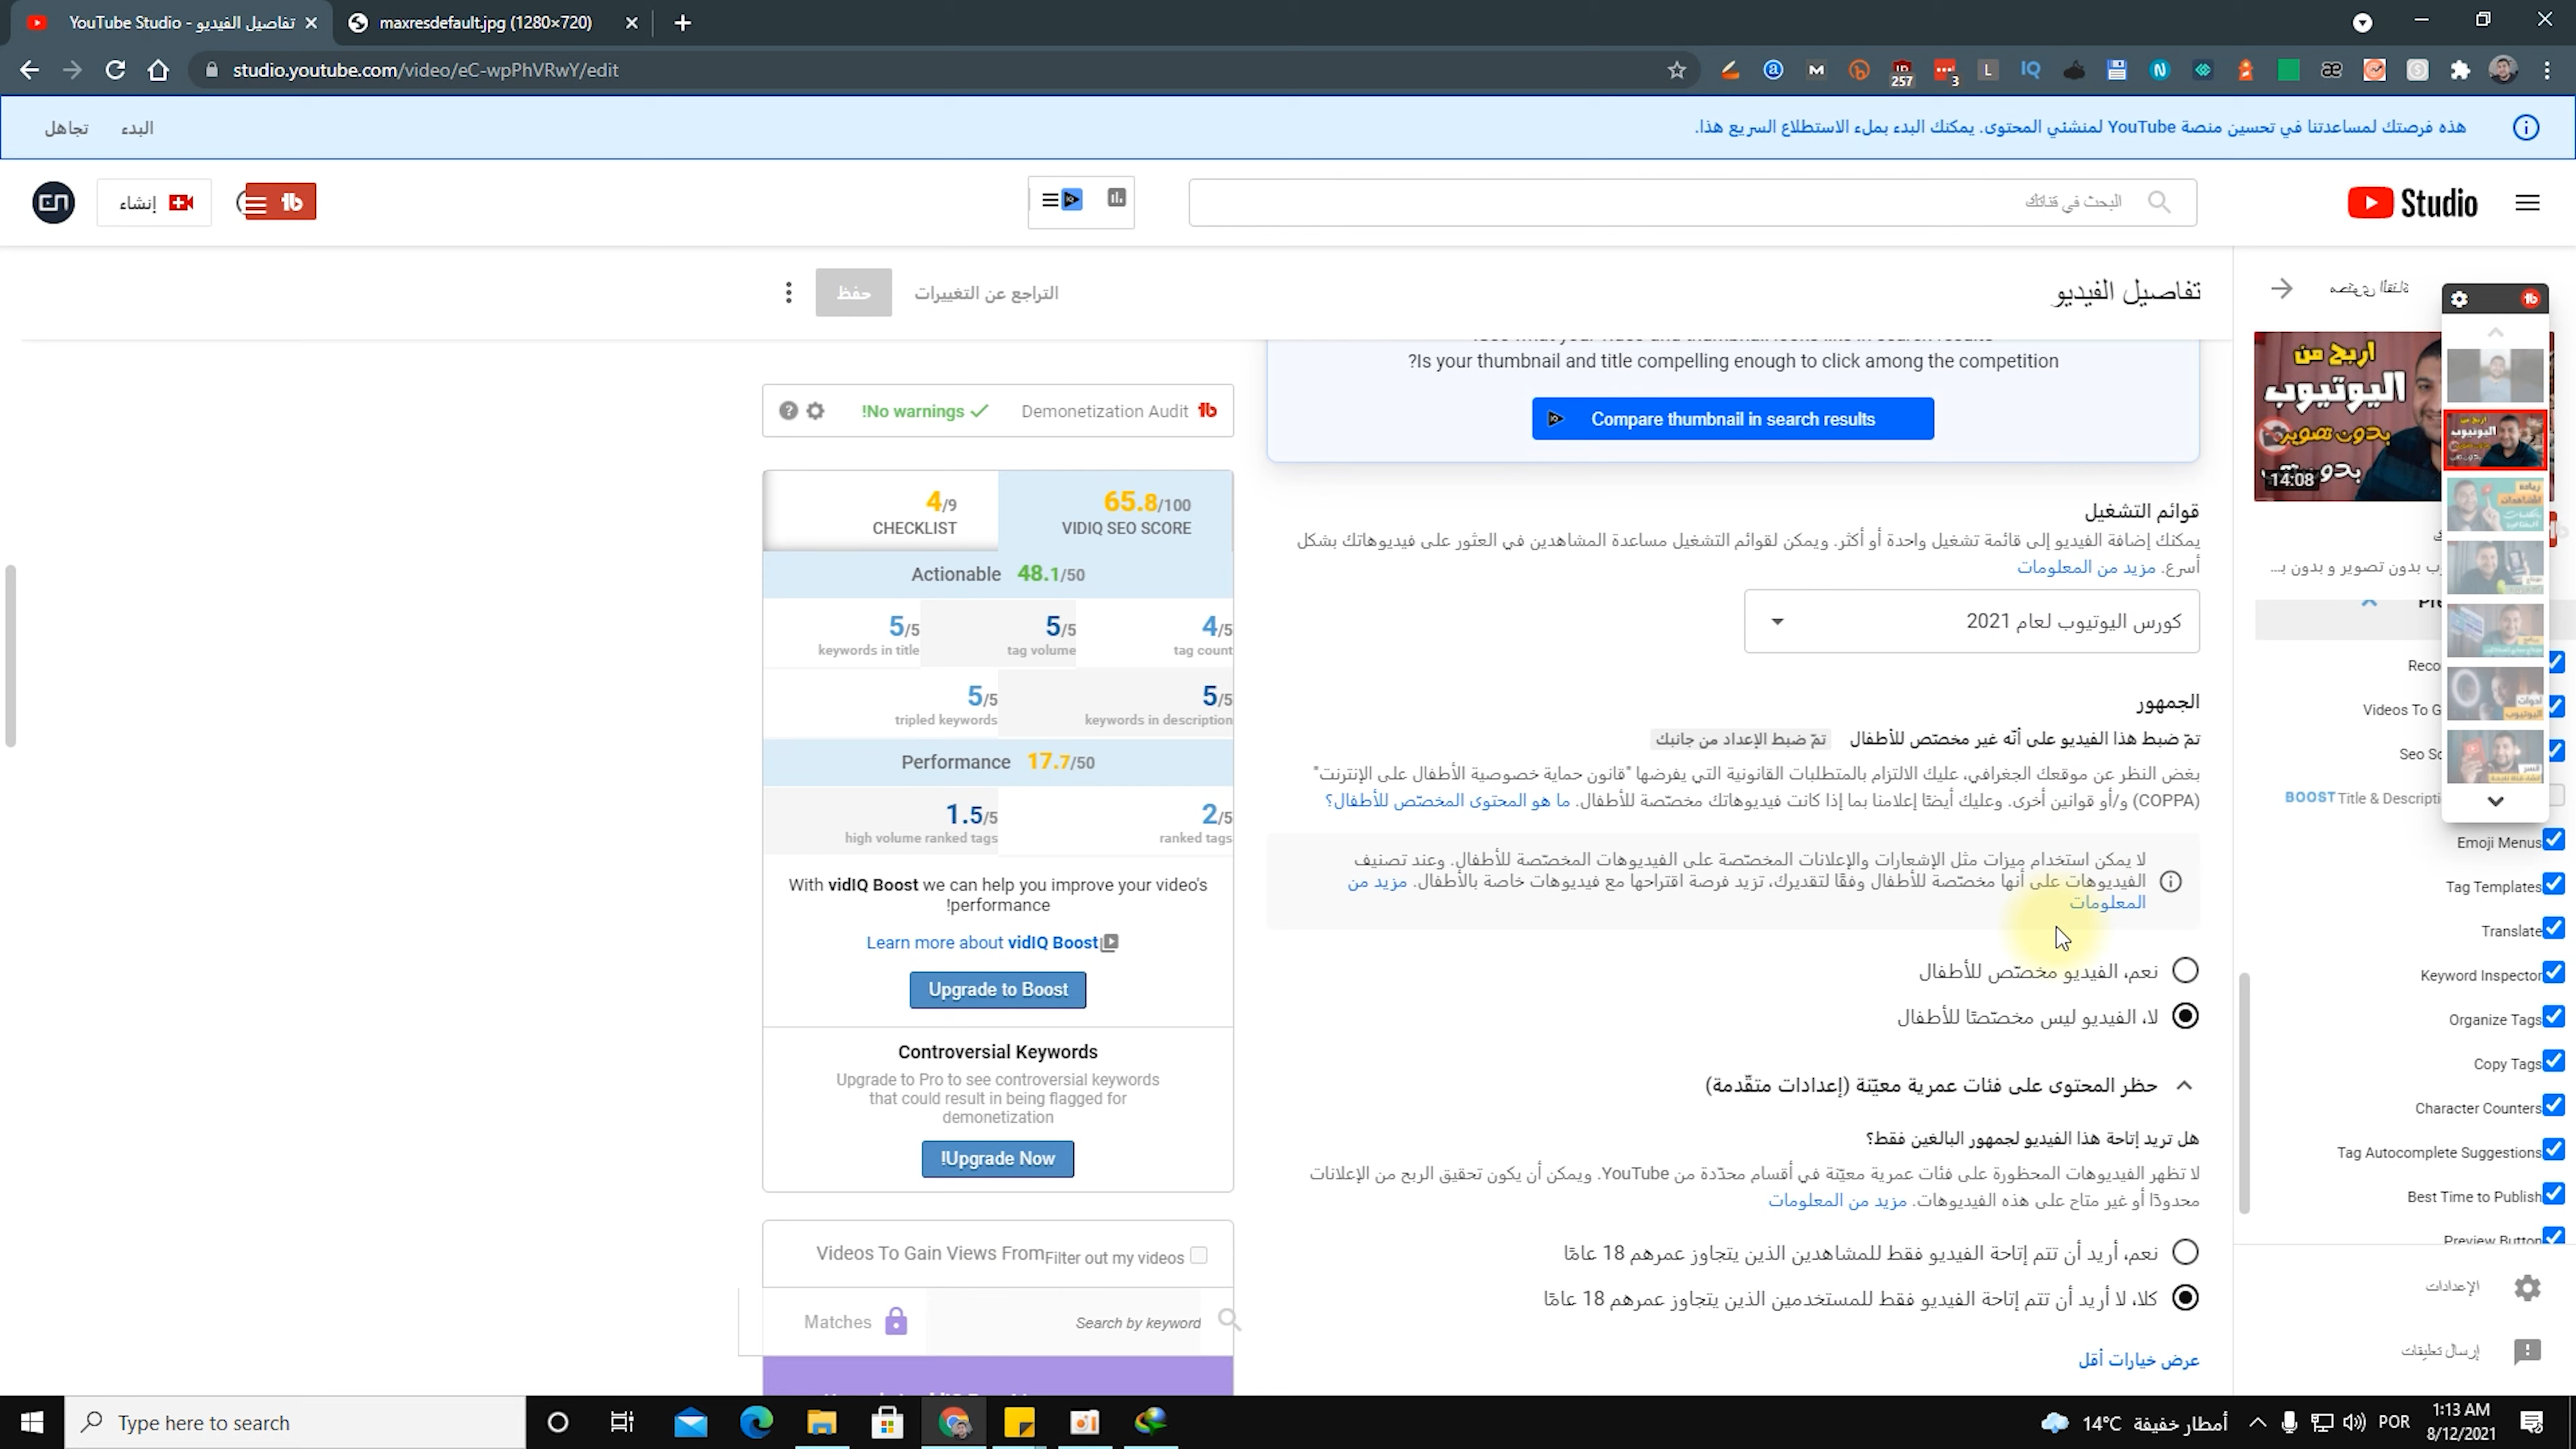 YouTube Studio - تفاصيل الفيديو
maxresdefault.jpg (1280×720)
studio.youtube.com/video/eC-wpPhVRwY/edit
257
3
هذه فرصتك لمساعدتنا في تحسين منصة YouTube لمنشئي المحتوى. يمكنك البدء بملء الاستطلاع السريع هذا.
البدء
تجاهل
Studio
البحث في قناتك
إنشاء
تفاصيل الفيديو
التراجع عن التغييرات
حفظ
?Is your thumbnail and title compelling enough to click among the competition
Compare thumbnail in search results
قوائم التشغيل
يمكنك إضافة الفيديو إلى قائمة تشغيل واحدة أو أكثر. ويمكن لقوائم التشغيل مساعدة المشاهدين في العثور على فيديوهاتك بشكل
أسرع. مزيد من المعلومات
كورس اليوتيوب لعام 2021
الجمهور
تمّ ضبط هذا الفيديو على أنّه غير مخصّص للأطفال
تمّ ضبط الإعداد من جانبك
بغض النظر عن موقعك الجغرافي، عليك الالتزام بالمتطلبات القانونية التي يفرضها "قانون حماية خصوصية الأطفال على الإنترنت"
(COPPA) و/أو قوانين أخرى. وعليك أيضًا إعلامنا بما إذا كانت فيديوهاتك مخصّصة للأطفال. ما هو المحتوى المخصّص للأطفال؟
لا يمكن استخدام ميزات مثل الإشعارات والإعلانات المخصّصة على الفيديوهات المخصّصة للأطفال. وعند تصنيف
الفيديوهات على أنها مخصّصة للأطفال وفقًا لتقديرك، تزيد فرصة اقتراحها مع فيديوهات خاصة بالأطفال. مزيد من
المعلومات
نعم، الفيديو مخصّص للأطفال
لا، الفيديو ليس مخصّصًا للأطفال
حظر المحتوى على فئات عمرية معيّنة (إعدادات متقدّمة)
هل تريد إتاحة هذا الفيديو لجمهور البالغين فقط؟
لا تظهر الفيديوهات المحظورة على فئات عمرية معيّنة في أقسام محدّدة من YouTube. ويمكن أن يكون تحقيق الربح من الإعلانات
محدودًا أو غير متاح على هذه الفيديوهات. مزيد من المعلومات
نعم، أريد أن تتم إتاحة الفيديو فقط للمشاهدين الذين يتجاوز عمرهم 18 عامًا
كلا، لا أريد أن تتم إتاحة الفيديو فقط للمستخدمين الذين يتجاوز عمرهم 18 عامًا
عرض خيارات أقل
!No warnings
Demonetization Audit
4/9
CHECKLIST
65.8/100
VIDIQ SEO SCORE
Actionable 48.1/50
5/5
keywords in title
5/5
tag volume
4/5
tag count
5/5
tripled keywords
5/5
keywords in description
Performance 17.7/50
1.5/5
high volume ranked tags
2/5
ranked tags
With vidIQ Boost we can help you improve your video's
!performance
Learn more about vidIQ Boost
Upgrade to Boost
Controversial Keywords
Upgrade to Pro to see controversial keywords
that could result in being flagged for
demonetization
!Upgrade Now
Videos To Gain Views From
Filter out my videos
Matches
Search by keyword
اربح من
اليوتيوب
بدون تصوير
14:08
ب بدون تصوير و بدون ب...
Reco
Videos To G
Seo Sc
BOOST Title & Descripti
Emoji Menus
Tag Templates
Translate
Keyword Inspector
Organize Tags
Copy Tags
Character Counters
Tag Autocomplete Suggestions
Best Time to Publish
Preview Button
الإعدادات
إرسال تعليقات
Type here to search
14°C أمطار خفيفة
POR
1:13 AM
8/12/2021